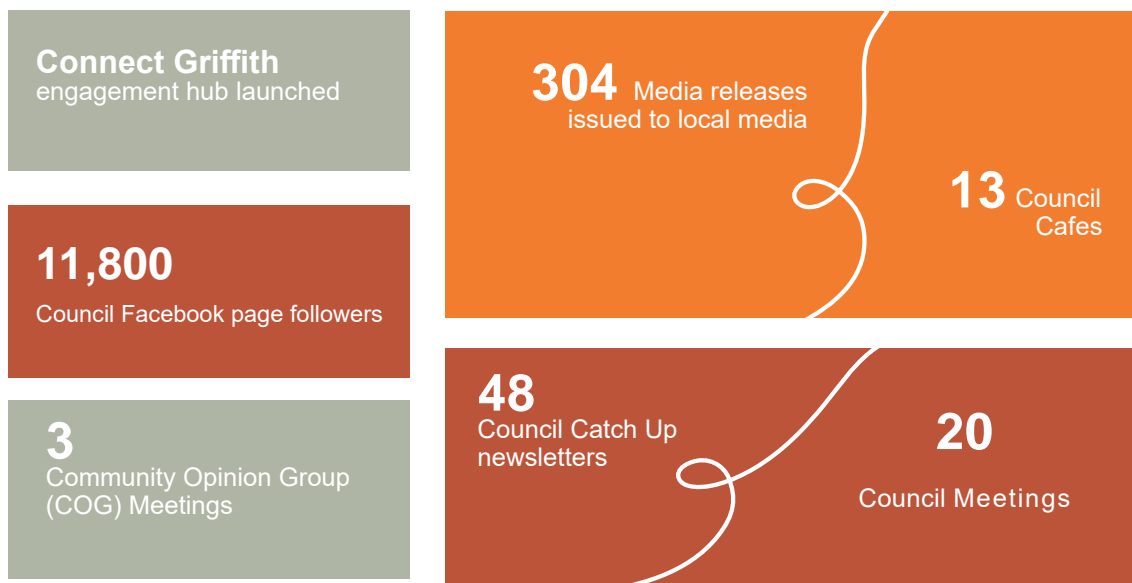 Connect Griffith
engagement hub launched
11,800
Council Facebook page followers
3
Community Opinion Group
(COG) Meetings
304 Media releases
issued to local media
13 Council
Cafes
48
Council Catch Up
newsletters
20
Council Meetings